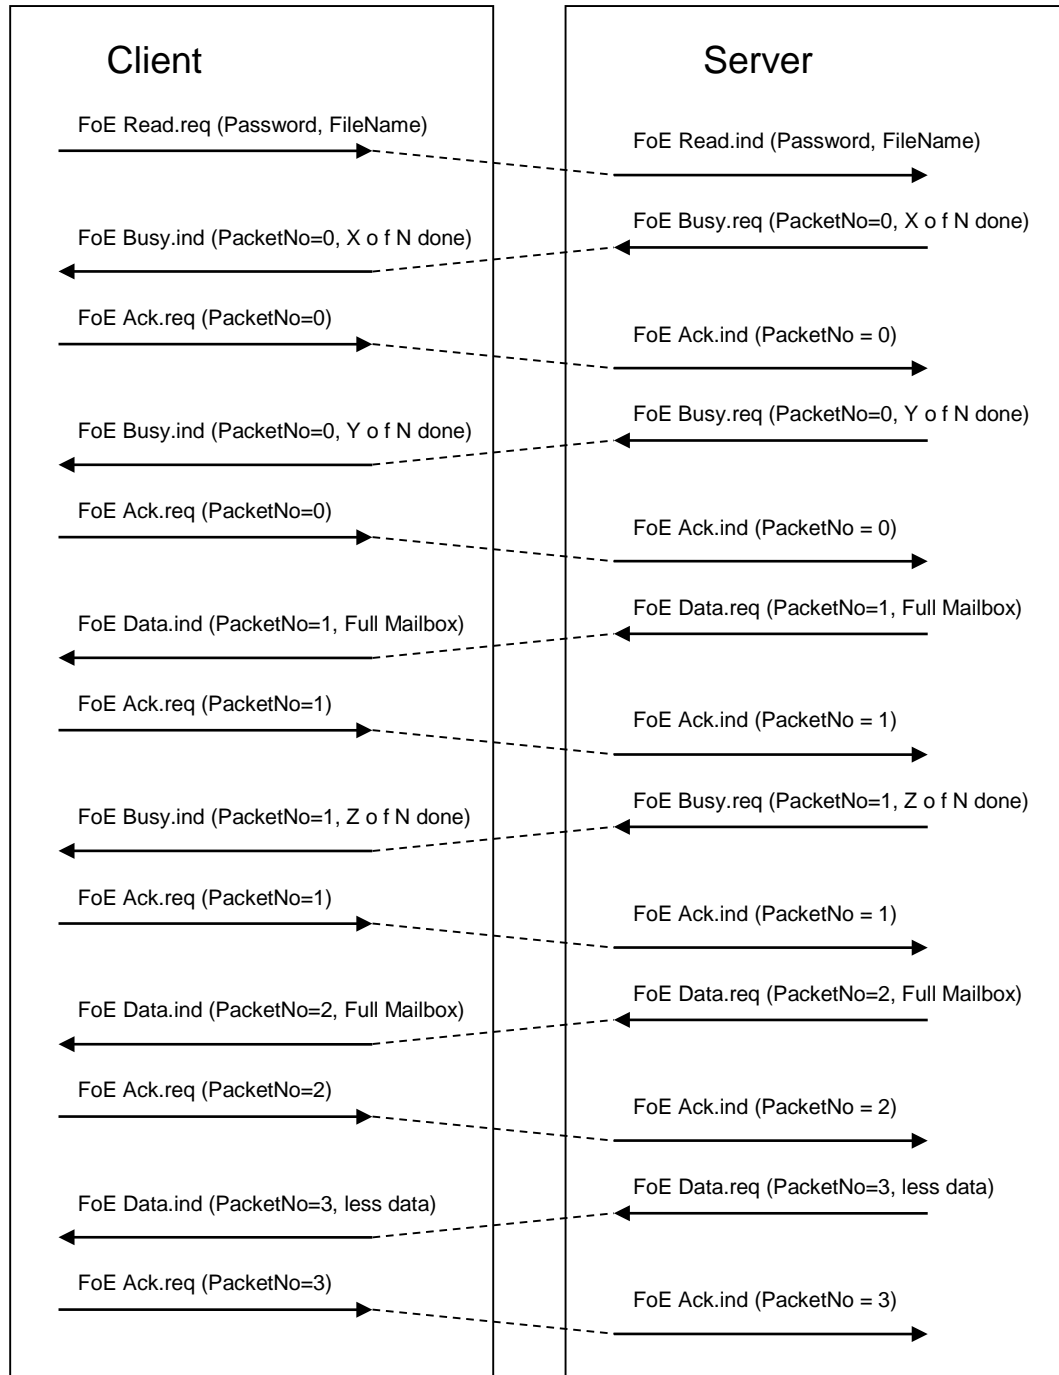 Client
Server
FoE Read.req (Password, FileName)
FoE Read.ind (Password, FileName)
FoE Busy.req (PacketNo=0, X o f N done)
FoE Busy.ind (PacketNo=0, X o f N done)
FoE Ack.req (PacketNo=0)
FoE Ack.ind (PacketNo = 0)
FoE Busy.req (PacketNo=0, Y o f N done)
FoE Busy.ind (PacketNo=0, Y o f N done)
FoE Ack.req (PacketNo=0)
FoE Ack.ind (PacketNo = 0)
FoE Data.req (PacketNo=1, Full Mailbox)
FoE Data.ind (PacketNo=1, Full Mailbox)
FoE Ack.req (PacketNo=1)
FoE Ack.ind (PacketNo = 1)
FoE Busy.req (PacketNo=1, Z o f N done)
FoE Busy.ind (PacketNo=1, Z o f N done)
FoE Ack.req (PacketNo=1)
FoE Ack.ind (PacketNo = 1)
FoE Data.req (PacketNo=2, Full Mailbox)
FoE Data.ind (PacketNo=2, Full Mailbox)
FoE Ack.req (PacketNo=2)
FoE Ack.ind (PacketNo = 2)
FoE Data.req (PacketNo=3, less data)
FoE Data.ind (PacketNo=3, less data)
FoE Ack.req (PacketNo=3)
FoE Ack.ind (PacketNo = 3)